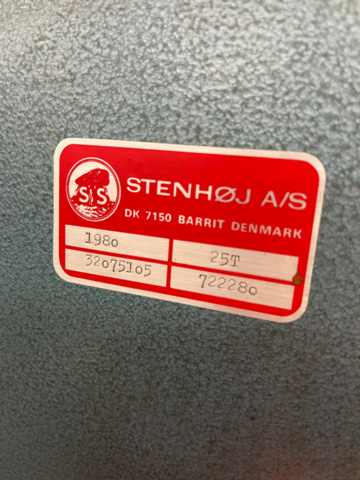 SS
STENHØJ A/S
DK 7150 BARRIT DENMARK
1980 25T
32075105 722280